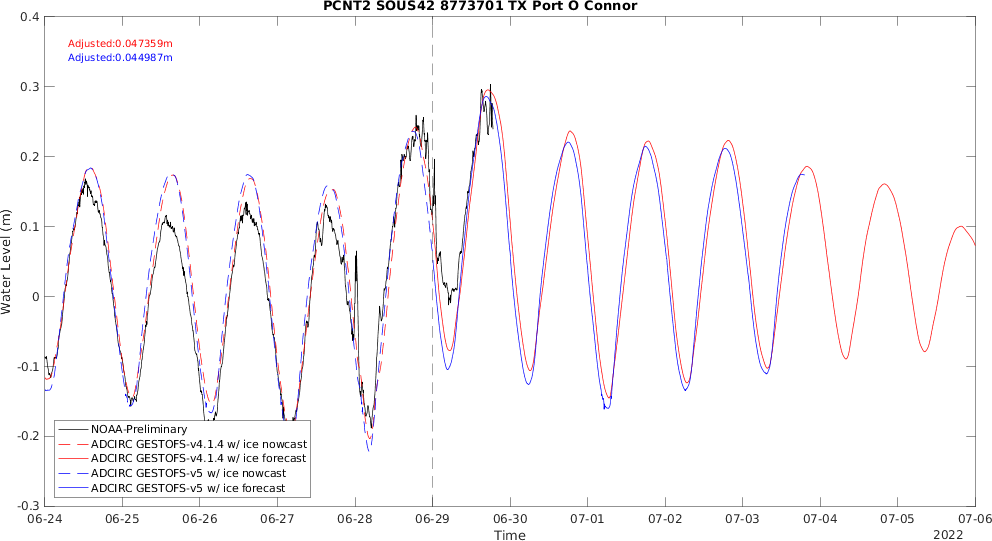 PCNT2 SOUS42 8773701 TX Port O Connor
Adjusted:0.047359m
Adjusted:0.044987m
0.4
0.3
0.2
0.1
0
-0.1
-0.2
-0.3
Water Level (m)
NOAA-Preliminary
ADCIRC GESTOFS-v4.1.4 w/ ice nowcast
ADCIRC GESTOFS-v4.1.4 w/ ice forecast
ADCIRC GESTOFS-v5 w/ ice nowcast
ADCIRC GESTOFS-v5 w/ ice forecast
06-24 06-25 06-26 06-27 06-28 06-29 06-30 07-01 07-02 07-03 07-04 07-05 07-06
Time
2022